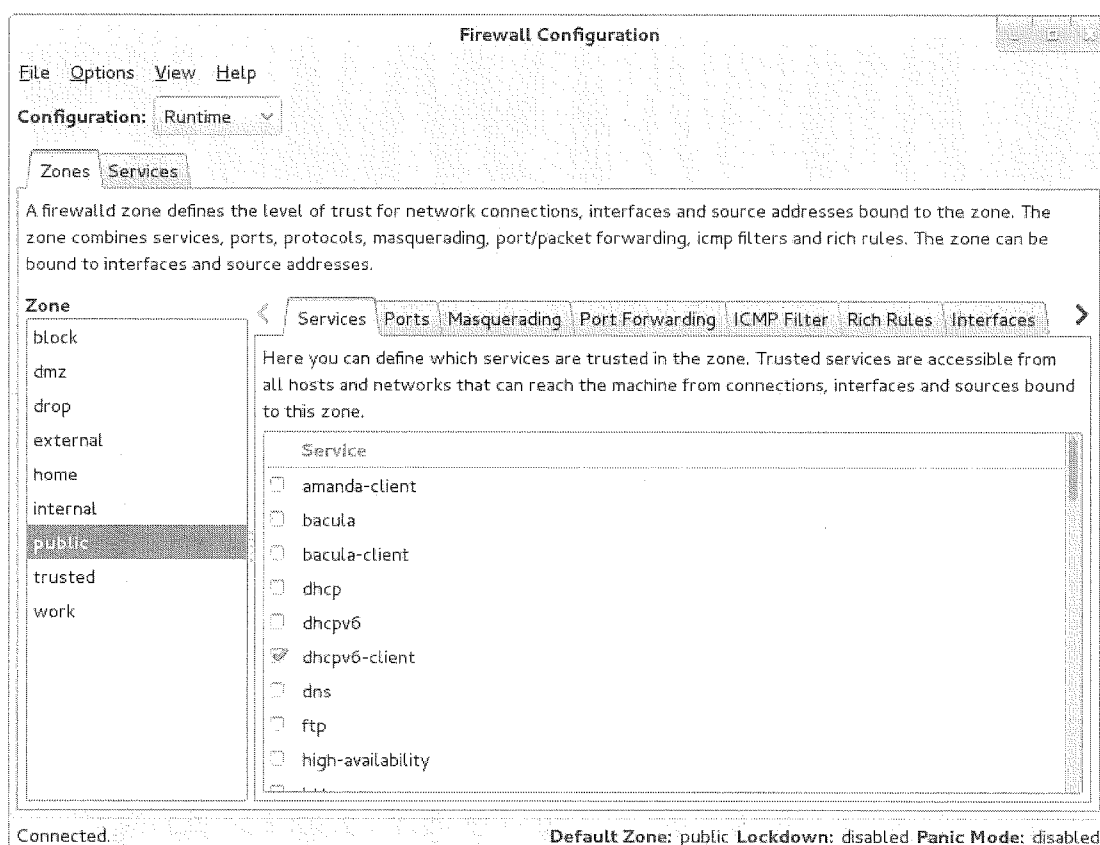 Firewall Configuration
File Options View Help
Configuration: Runtime
Zones Services
A firewalld zone defines the level of trust for network connections, interfaces and source addresses bound to the zone. The
zone combines services, ports, protocols, masquerading, port/packet forwarding, icmp filters and rich rules. The zone can be
bound to interfaces and source addresses.
Zone
block
dmz
drop
external
home
internal
public
trusted
work
Services Ports Masquerading Port Forwarding ICMP Filter Rich Rules Interfaces
Here you can define which services are trusted in the zone. Trusted services are accessible from
all hosts and networks that can reach the machine from connections, interfaces and sources bound
to this zone.
Service
amanda-client
bacula
bacula-client
dhcp
dhcpv6
dhcpv6-client
dns
ftp
high-availability
Connected.
Default Zone: public Lockdown: disabled Panic Mode: disabled